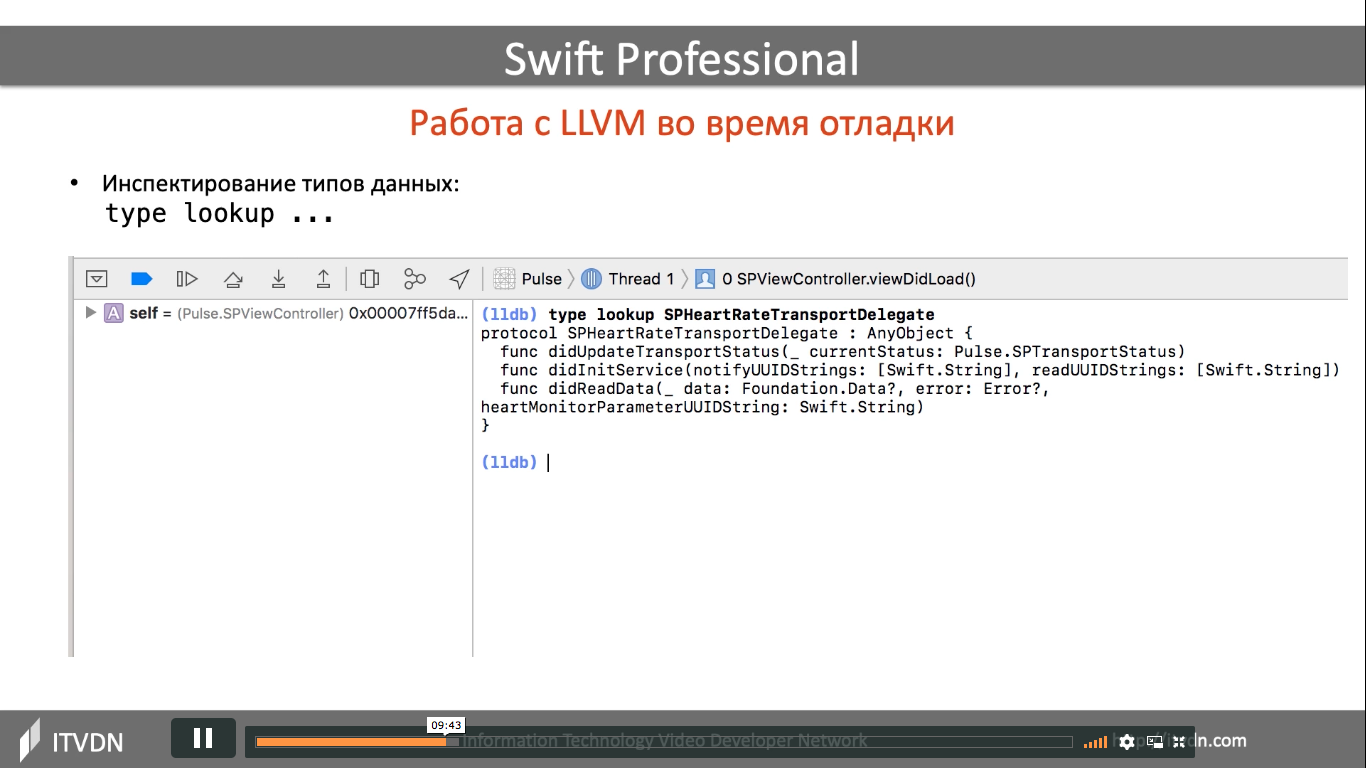 Swift Professional
Работа с LLVM во время отладки
• Инспектирование типов данных:
type lookup ...
Pulse Thread 1 0 SPViewController.viewDidLoad()
A self = (Pulse.SPViewController) 0x00007ff5da...
(lldb) type lookup SPHeartRateTransportDelegate
protocol SPHeartRateTransportDelegate : AnyObject {
func didUpdateTransportStatus(_ currentStatus: Pulse.SPTransportStatus)
func didInitService(notifyUUIDStrings: [Swift.String], readUUIDStrings: [Swift.String])
func didReadData(_ data: Foundation.Data?, error: Error?,
heartMonitorParameterUUIDString: Swift.String)
}
(lldb)
09:43
ITVDN
Information Technology Video Developer Network
dn.com